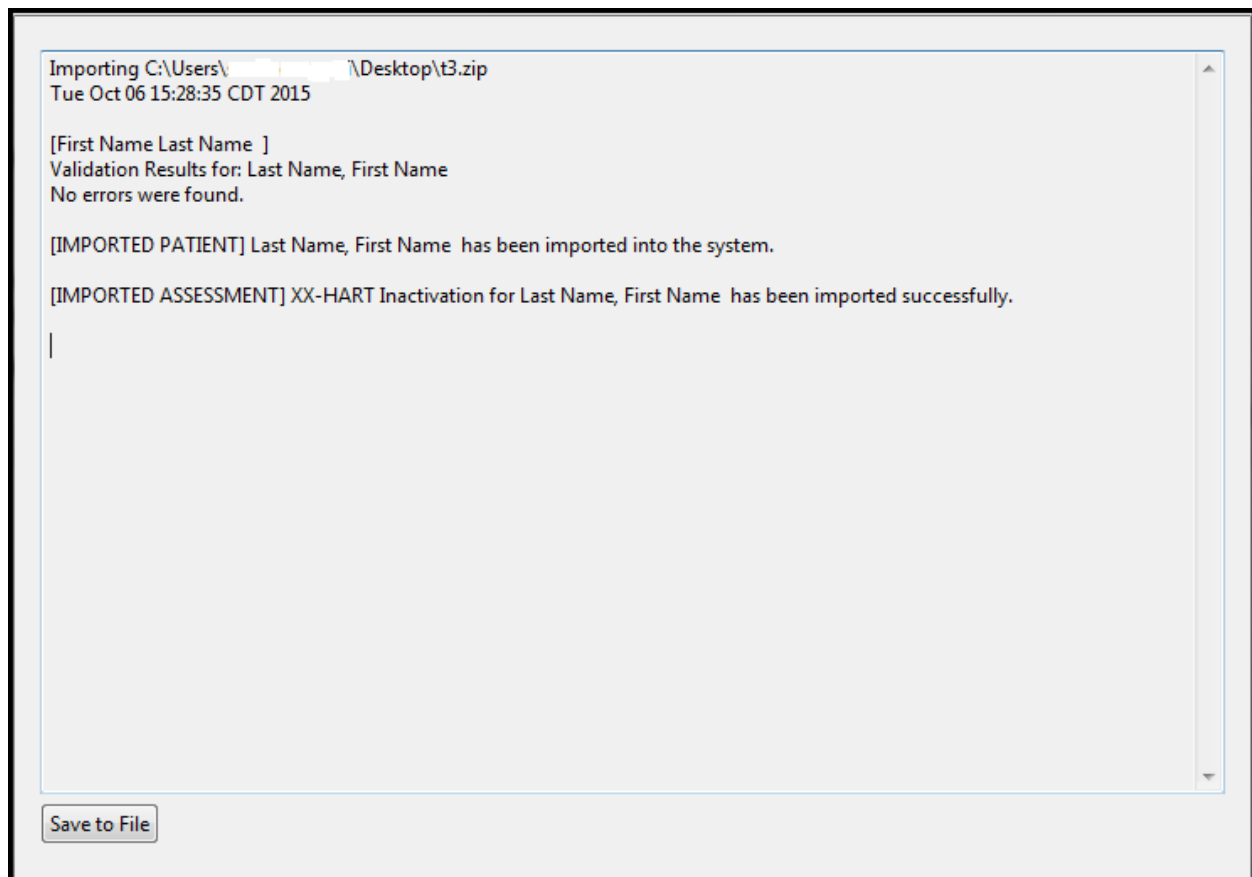 Importing C:\Users\ \Desktop\t3.zip
Tue Oct 06 15:28:35 CDT 2015
[First Name Last Name  ]
Validation Results for: Last Name, First Name
No errors were found.
[IMPORTED PATIENT] Last Name, First Name  has been imported into the system.
[IMPORTED ASSESSMENT] XX-HART Inactivation for Last Name, First Name  has been imported successfully.
Save to File